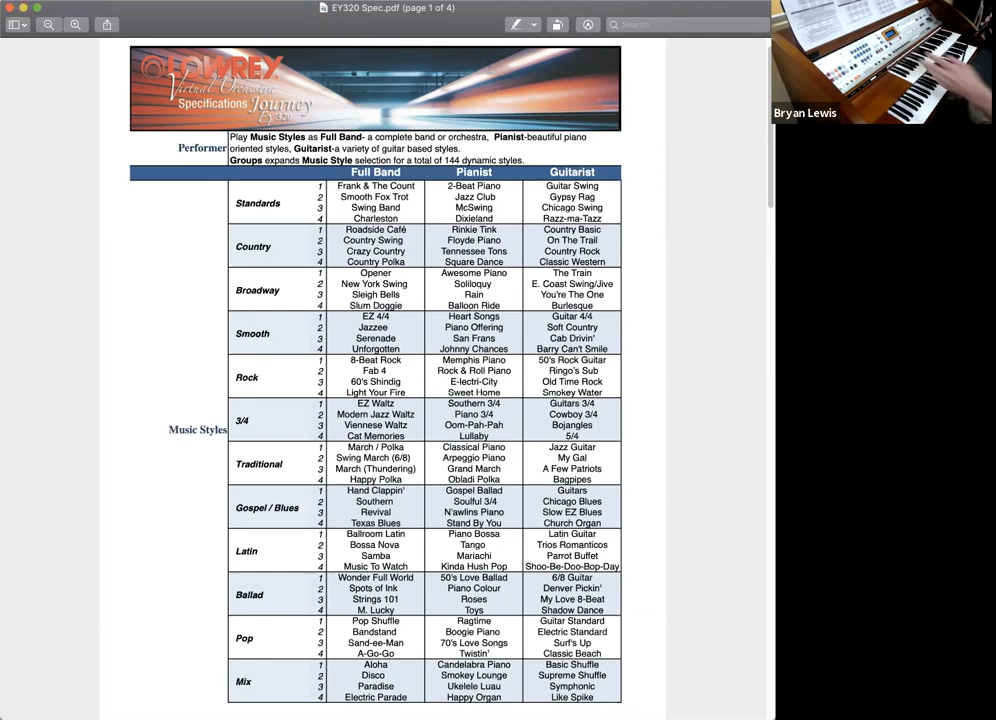 EY320 Spec.pdf (page 1 of 4)
Search
LOWREY
Virtual Orchestra
Specifications Journey
EY 320
Bryan Lewis
Performer
Play Music Styles as Full Band- a complete band or orchestra, Pianist-beautiful piano
oriented styles, Guitarist-a variety of guitar based styles.
Groups expands Music Style selection for a total of 144 dynamic styles.
Full Band Pianist Guitarist
Music Styles
Standards
1 Frank & The Count 2-Beat Piano Guitar Swing
2 Smooth Fox Trot Jazz Club Gypsy Rag
3 Swing Band McSwing Chicago Swing
4 Charleston Dixieland Razz-ma-Tazz
Country
1 Roadside Café Rinkie Tink Country Basic
2 Country Swing Floyde Piano On The Trail
3 Crazy Country Tennessee Tons Country Rock
4 Country Polka Square Dance Classic Western
Broadway
1 Opener Awesome Piano The Train
2 New York Swing Soliloquy E. Coast Swing/Jive
3 Sleigh Bells Rain You're The One
4 Slum Doggie Balloon Ride Burlesque
Smooth
1 EZ 4/4 Heart Songs Guitar 4/4
2 Jazzee Piano Offering Soft Country
3 Serenade San Frans Cab Drivin'
4 Unforgotten Johnny Chances Barry Can't Smile
Rock
1 8-Beat Rock Memphis Piano 50's Rock Guitar
2 Fab 4 Rock & Roll Piano Ringo's Sub
3 60's Shindig E-lectri-City Old Time Rock
4 Light Your Fire Sweet Home Smokey Water
3/4
1 EZ Waltz Southern 3/4 Guitars 3/4
2 Modern Jazz Waltz Piano 3/4 Cowboy 3/4
3 Viennese Waltz Oom-Pah-Pah Bojangles
4 Cat Memories Lullaby 5/4
Traditional
1 March / Polka Classical Piano Jazz Guitar
2 Swing March (6/8) Arpeggio Piano My Gal
3 March (Thundering) Grand March A Few Patriots
4 Happy Polka Obladi Polka Bagpipes
Gospel / Blues
1 Hand Clappin' Gospel Ballad Guitars
2 Southern Soulful 3/4 Chicago Blues
3 Revival N'awlins Piano Slow EZ Blues
4 Texas Blues Stand By You Church Organ
Latin
1 Ballroom Latin Piano Bossa Latin Guitar
2 Bossa Nova Tango Trios Romanticos
3 Samba Mariachi Parrot Buffet
4 Music To Watch Kinda Hush Pop Shoo-Be-Doo-Bop-Day
Ballad
1 Wonder Full World 50's Love Ballad 6/8 Guitar
2 Spots of Ink Piano Colour Denver Pickin'
3 Strings 101 Roses My Love 8-Beat
4 M. Lucky Toys Shadow Dance
Pop
1 Pop Shuffle Ragtime Guitar Standard
2 Bandstand Boogie Piano Electric Standard
3 Sand-ee-Man 70's Love Songs Surf's Up
4 A-Go-Go Twistin' Classic Beach
Mix
1 Aloha Candelabra Piano Basic Shuffle
2 Disco Smokey Lounge Supreme Shuffle
3 Paradise Ukelele Luau Symphonic
4 Electric Parade Happy Organ Like Spike